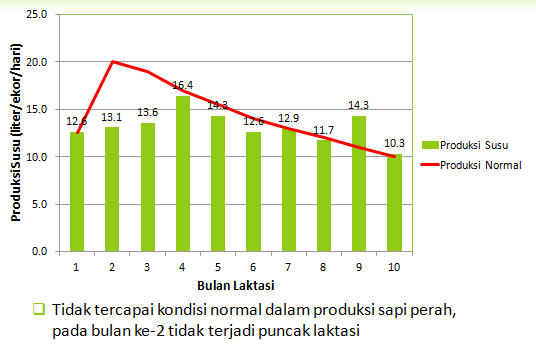 25.0
20.0
15.0
10.0
5.0
0.0
ProduksiSusu (liter/ekor/hari)
12.6 13.1 13.6 16.4 14.3 12.6 12.9 11.7 14.3 10.3
1 2 3 4 5 6 7 8 9 10
Bulan Laktasi
Produksi Susu
Produksi Normal
Tidak tercapai kondisi normal dalam produksi sapi perah,
pada bulan ke-2 tidak terjadi puncak laktasi